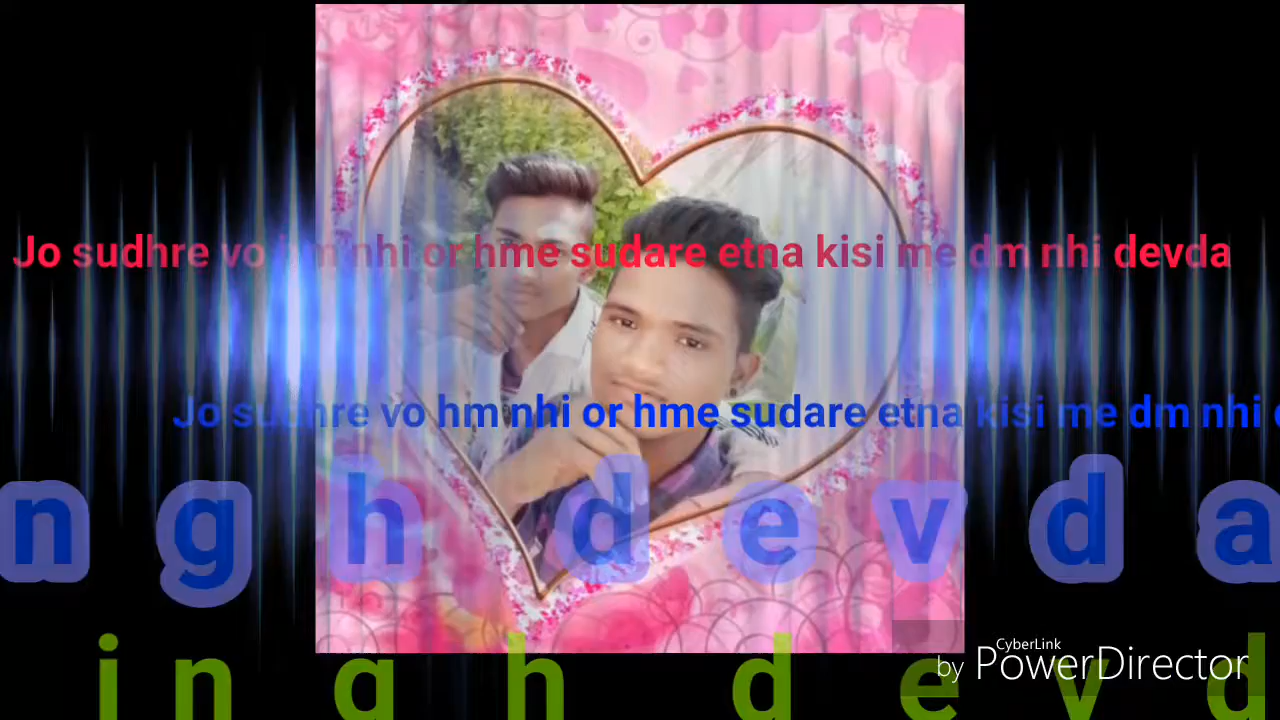 Jo sudhre vo hm nhi or hme sudare etna kisi me dm nhi devda
Jo sudhre vo hm nhi or hme sudare etna kisi me dm nhi
n g h d e v d a
i n g h d e v d
CyberLink
by PowerDirector